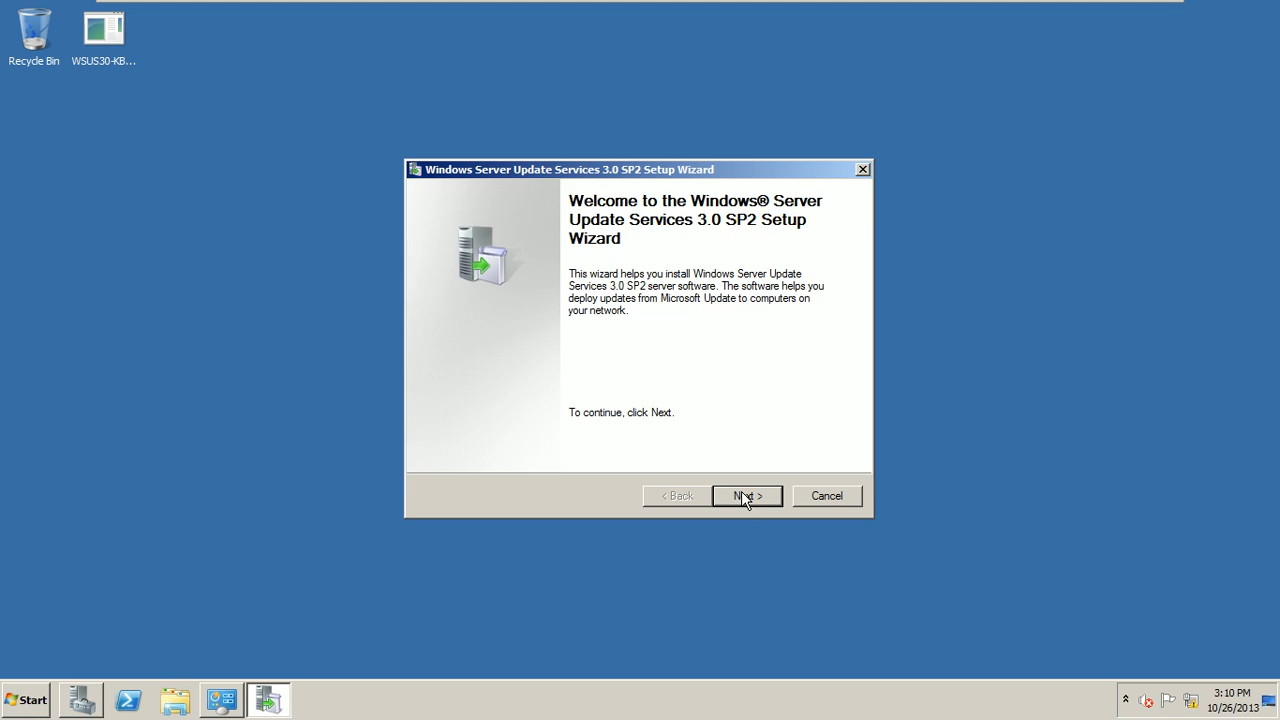 Recycle Bin
WSUS30-KB...
Windows Server Update Services 3.0 SP2 Setup Wizard
Welcome to the Windows® Server
Update Services 3.0 SP2 Setup
Wizard
This wizard helps you install Windows Server Update
Services 3.0 SP2 server software. The software helps you
deploy updates from Microsoft Update to computers on
your network.
To continue, click Next.
< Back
Next >
Cancel
Start
3:10 PM
10/26/2013